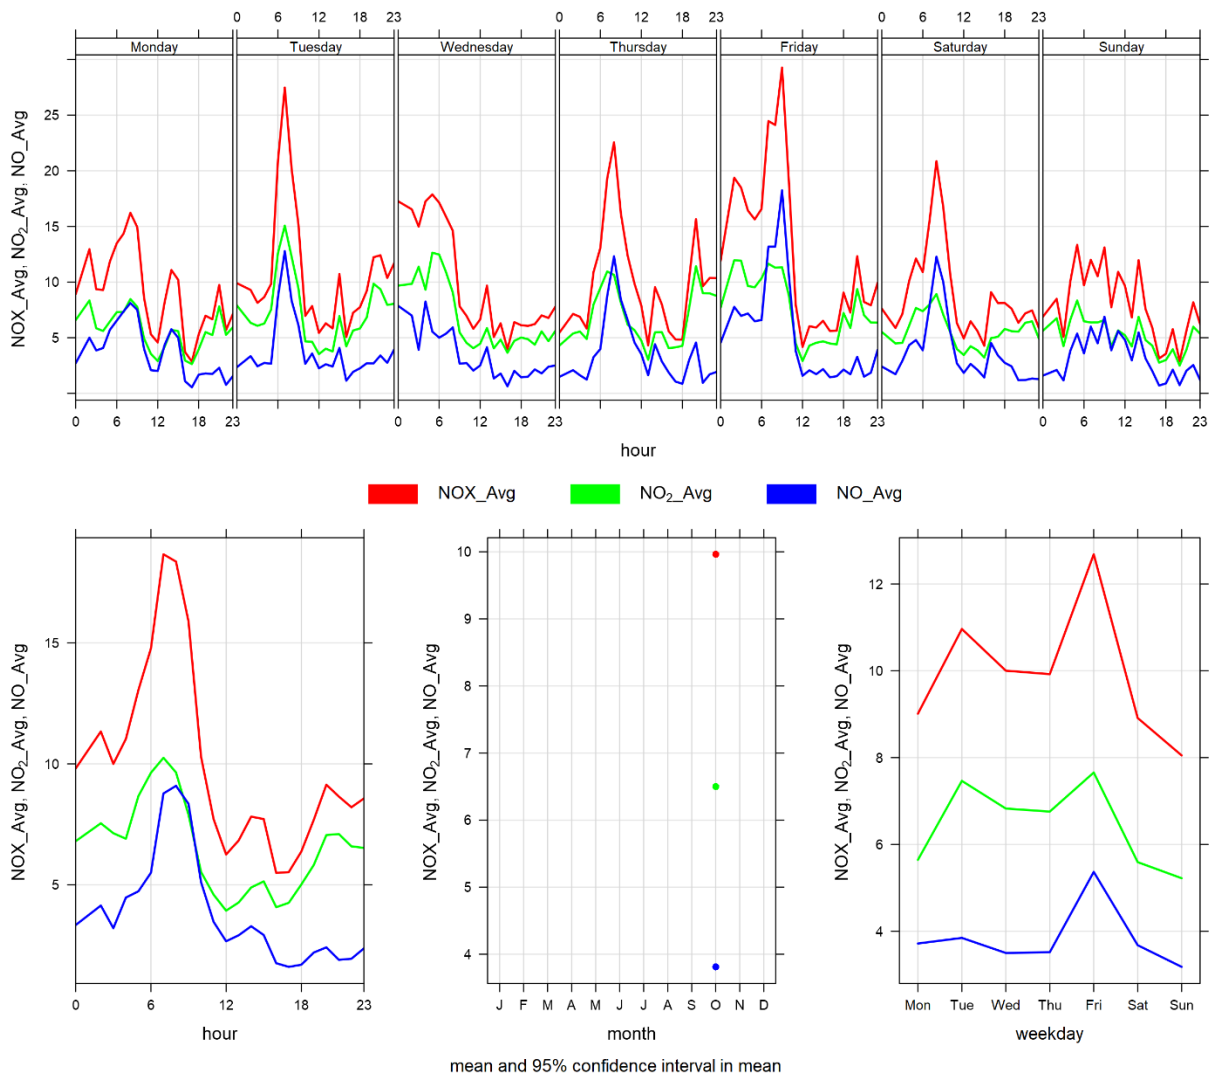 0 6 12 18 23 0 6 12 18 23 0 6 12 18 23
Monday Tuesday Wednesday Thursday Friday Saturday Sunday
NOX_Avg, NO₂_Avg, NO_Avg
25
20
15
10
5
0 6 12 18 23 0 6 12 18 23 0 6 12 18 23 0 6 12 18 23
hour
NOX_Avg NO₂_Avg NO_Avg
NOX_Avg, NO₂_Avg, NO_Avg
15
10
5
0 6 12 18 23
hour
NOX_Avg, NO₂_Avg, NO_Avg
10
9
8
7
6
5
4
J F M A M J J A S O N D
month
NOX_Avg, NO₂_Avg, NO_Avg
12
10
8
6
4
Mon Tue Wed Thu Fri Sat Sun
weekday
mean and 95% confidence interval in mean